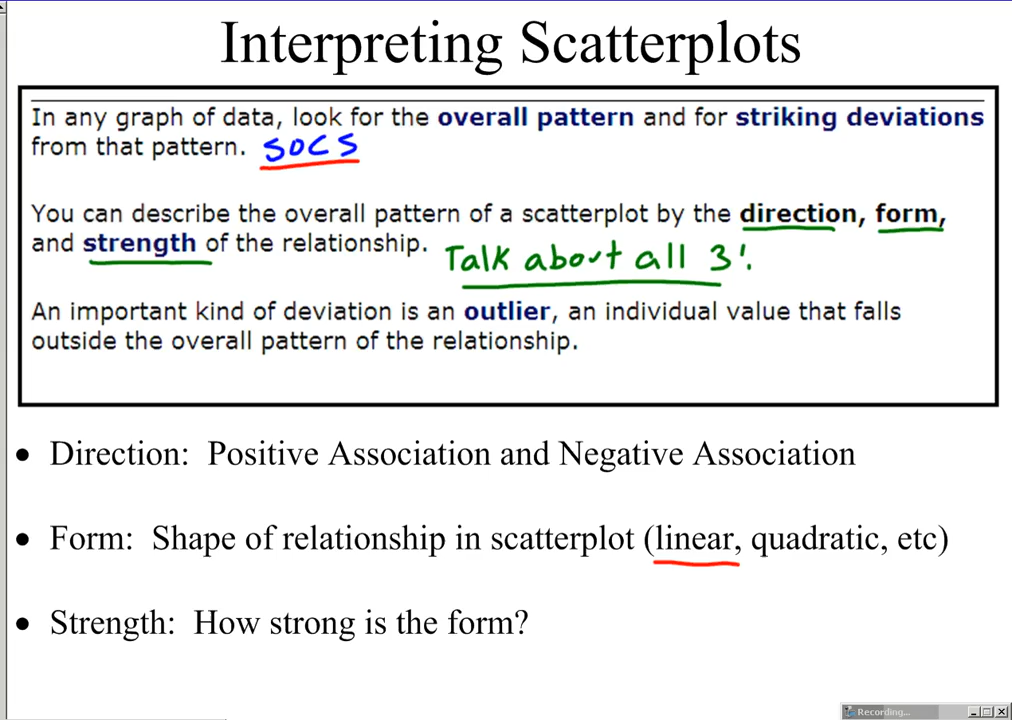 Interpreting Scatterplots
In any graph of data, look for the overall pattern and for striking deviations
from that pattern. SOCS
You can describe the overall pattern of a scatterplot by the direction, form,
and strength of the relationship. Talk about all 3!
An important kind of deviation is an outlier, an individual value that falls
outside the overall pattern of the relationship.
• Direction: Positive Association and Negative Association
• Form: Shape of relationship in scatterplot (linear, quadratic, etc)
• Strength: How strong is the form?
Recording...